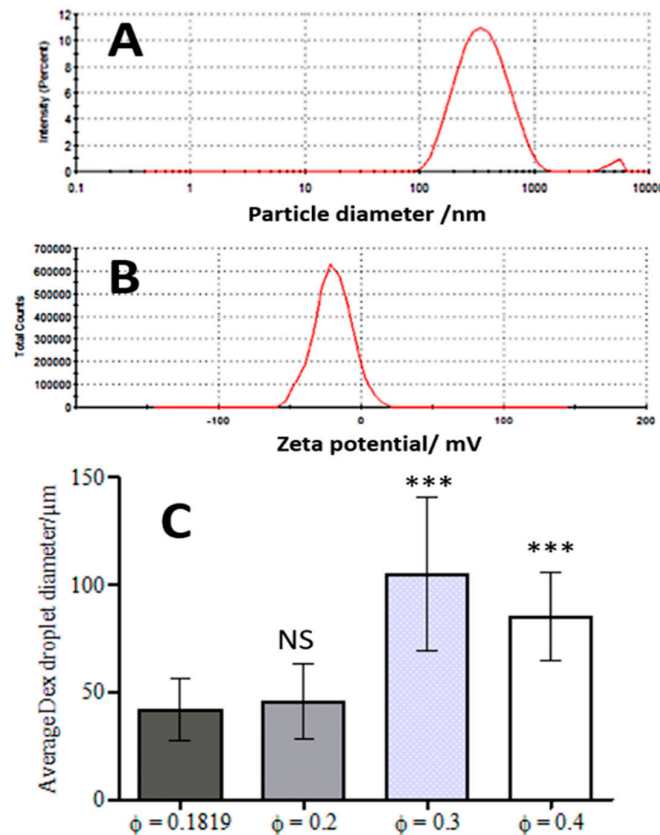 A
Intensity (Percent)
12
10
8
6
4
2
0
0.1 1 10 100 1000 10000
Particle diameter /nm
B
Total Counts
700000
600000
500000
400000
300000
200000
100000
0
-100 0 100 200
Zeta potential/ mV
C
Average Dex droplet diameter/μm
150
100
50
0
NS
***
***
ϕ = 0.1819 ϕ = 0.2 ϕ = 0.3 ϕ = 0.4